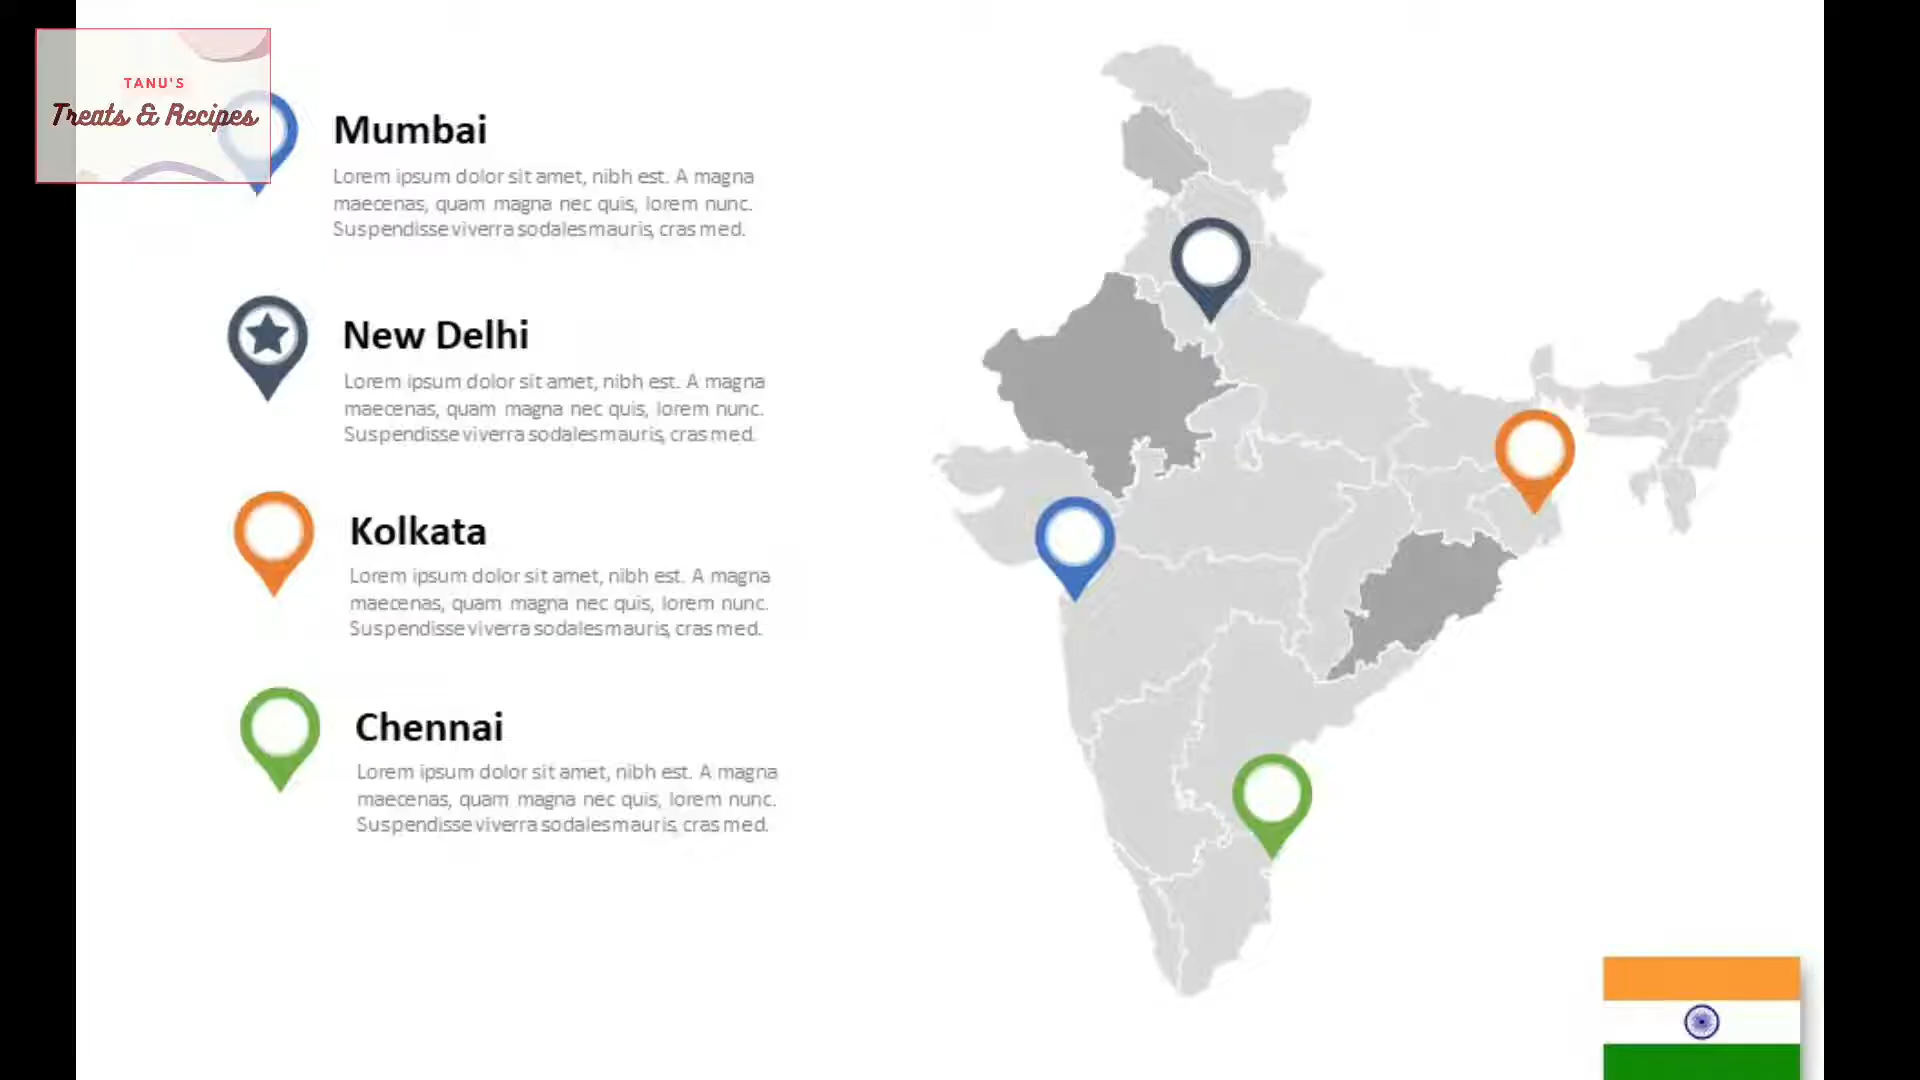 TANU'S
Treats & Recipes
Mumbai
Lorem ipsum dolor sit amet, nibh est. A magna
maecenas, quam magna nec quis, lorem nunc.
Suspendisse viverra sodales mauris, cras med.
New Delhi
Lorem ipsum dolor sit amet, nibh est. A magna
maecenas, quam magna nec quis, lorem nunc.
Suspendisse viverra sodales mauris, cras med.
Kolkata
Lorem ipsum dolor sit amet, nibh est. A magna
maecenas, quam magna nec quis, lorem nunc.
Suspendisse viverra sodales mauris, cras med.
Chennai
Lorem ipsum dolor sit amet, nibh est. A magna
maecenas, quam magna nec quis, lorem nunc.
Suspendisse viverra sodales mauris, cras med.